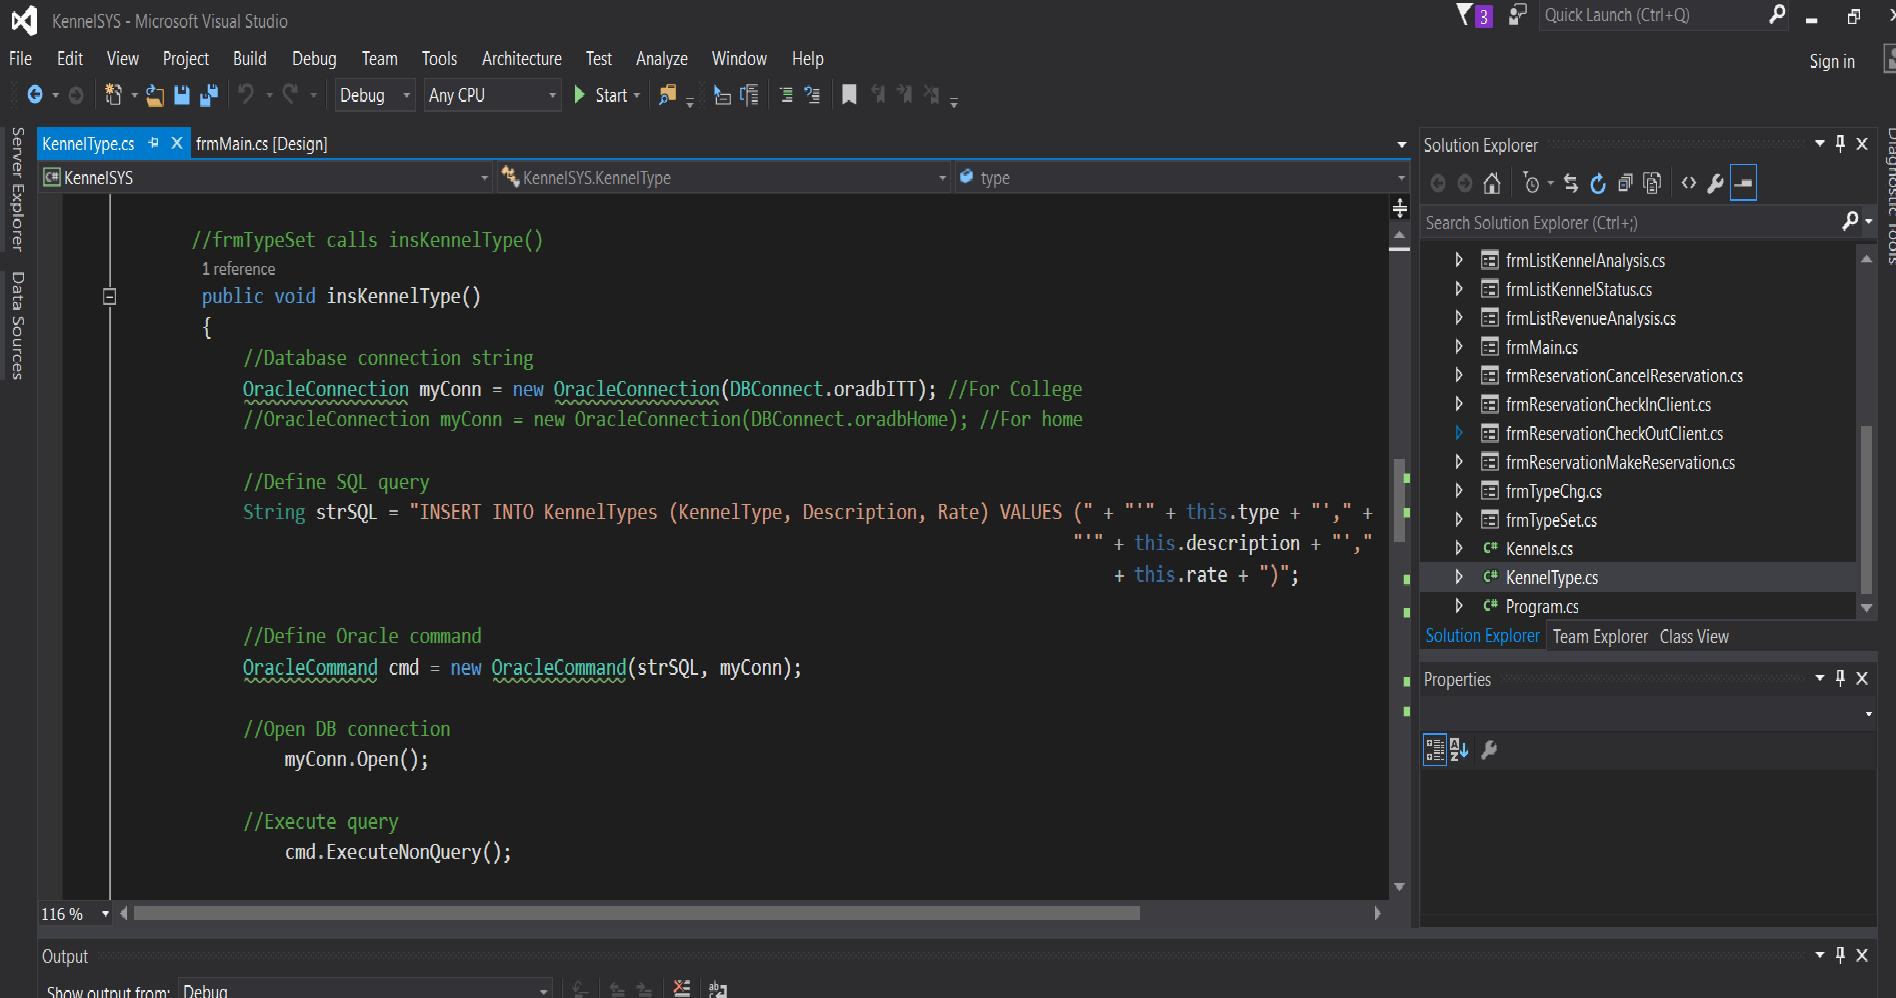 KennelSYS - Microsoft Visual Studio
3
Quick Launch (Ctrl+Q)
File Edit View Project Build Debug Team Tools Architecture Test Analyze Window Help
Sign in
Debug Any CPU Start
Server Explorer
Data Sources
KennelType.cs frmMain.cs [Design]
C# KennelSYS KennelSYS.KennelType type
//frmTypeSet calls insKennelType()
1 reference
public void insKennelType()
{
//Database connection string
OracleConnection myConn = new OracleConnection(DBConnect.oradbITT); //For College
//OracleConnection myConn = new OracleConnection(DBConnect.oradbHome); //For home
//Define SQL query
String strSQL = "INSERT INTO KennelTypes (KennelType, Description, Rate) VALUES (" + "'" + this.type + "'," +
"'" + this.description + "',"
+ this.rate + ")";
//Define Oracle command
OracleCommand cmd = new OracleCommand(strSQL, myConn);
//Open DB connection
myConn.Open();
//Execute query
cmd.ExecuteNonQuery();
116 %
Output
Show output from: Debug
Solution Explorer
Search Solution Explorer (Ctrl+;)
frmListKennelAnalysis.cs
frmListKennelStatus.cs
frmListRevenueAnalysis.cs
frmMain.cs
frmReservationCancelReservation.cs
frmReservationCheckInClient.cs
frmReservationCheckOutClient.cs
frmReservationMakeReservation.cs
frmTypeChg.cs
frmTypeSet.cs
C# Kennels.cs
C# KennelType.cs
C# Program.cs
Solution Explorer Team Explorer Class View
Properties
Diagnostic Tools